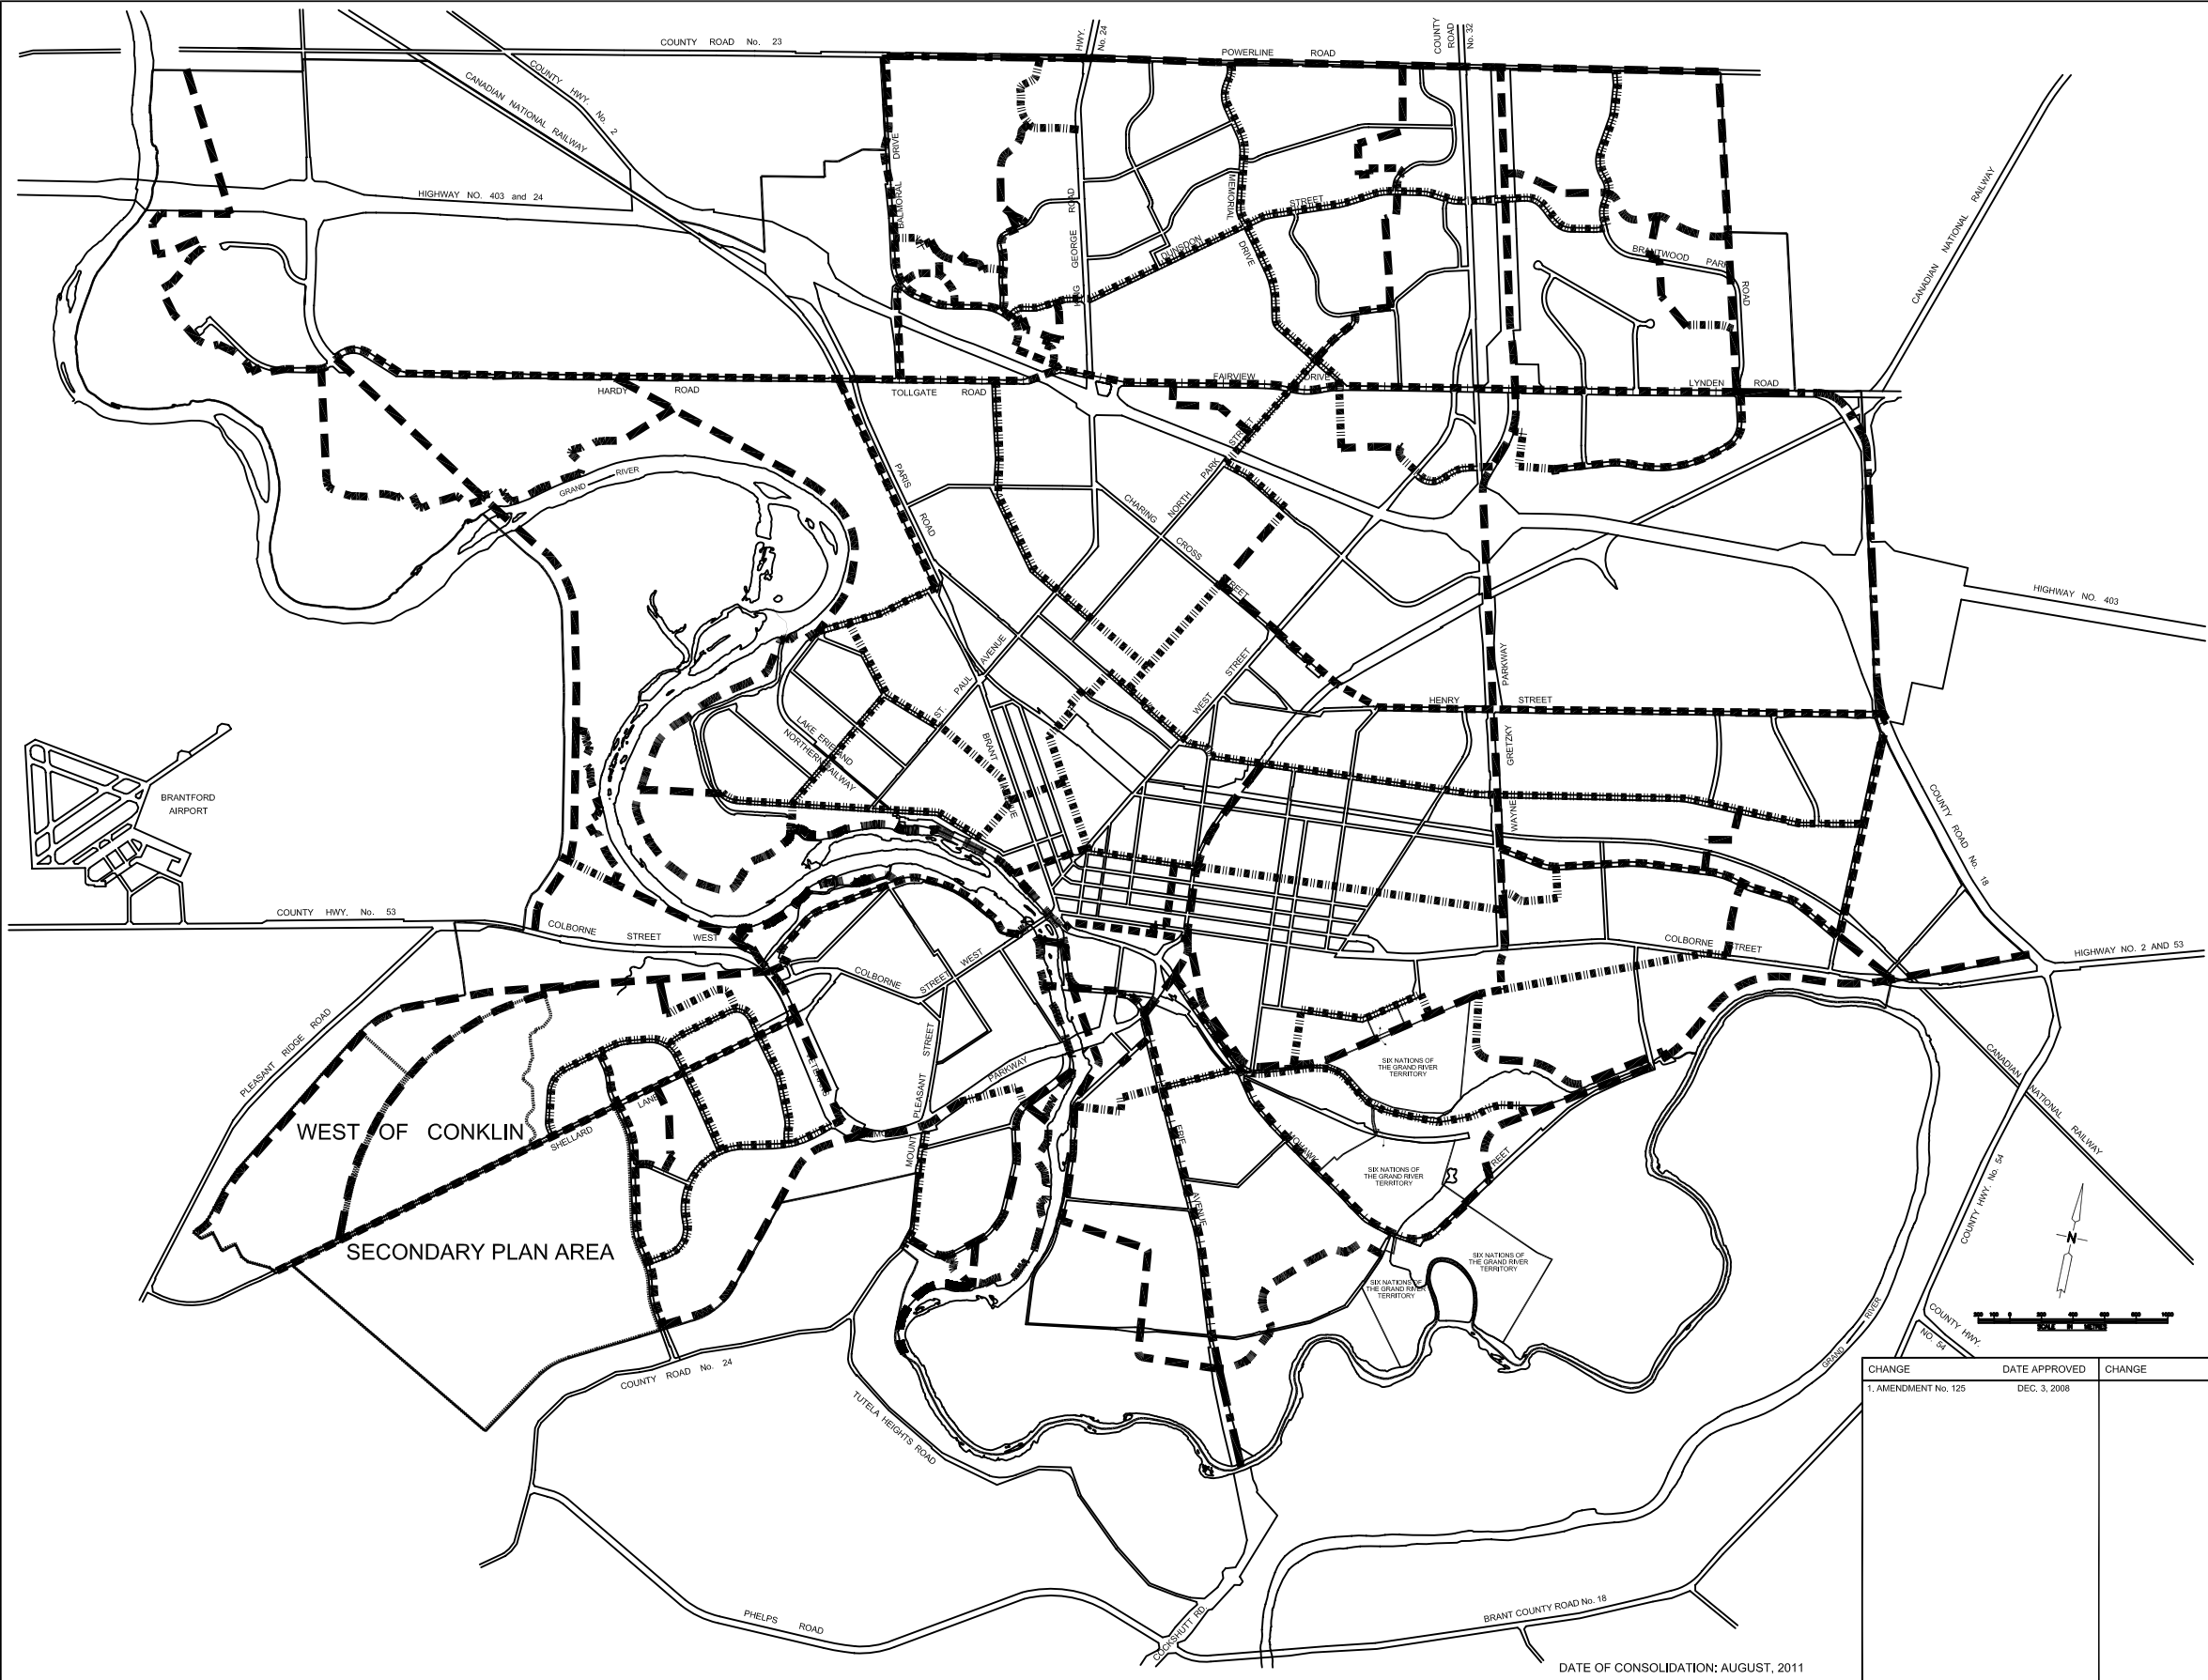 COUNTY ROAD No. 23
HWY. No. 24
POWERLINE ROAD
COUNTY ROAD No. 32
COUNTY HWY. No. 2
CANADIAN NATIONAL RAILWAY
HIGHWAY NO. 403 and 24
BALMORAL DRIVE
KING GEORGE ROAD
MEMORIAL DRIVE
DUNSDON STREET
BRANTWOOD PARK ROAD
CANADIAN NATIONAL RAILWAY
HARDY ROAD
TOLLGATE ROAD
FAIRVIEW DRIVE
LYNDEN ROAD
GRAND RIVER
PARIS ROAD
CHARING CROSS STREET
NORTH PARK STREET
HIGHWAY NO. 403
ST. PAUL AVENUE
WEST STREET
HENRY STREET
WAYNE GRETZKY PARKWAY
LAKE ERIE AND
NORTHERN RAILWAY
BRANT AVENUE
BRANTFORD
AIRPORT
COUNTY ROAD No. 18
COUNTY HWY. No. 53
COLBORNE STREET WEST
COLBORNE STREET WEST
COLBORNE STREET
HIGHWAY NO. 2 AND 53
PLEASANT RIDGE ROAD
MOUNT PLEASANT STREET
PARKWAY
SIX NATIONS OF
THE GRAND RIVER
TERRITORY
CANADIAN NATIONAL RAILWAY
WEST OF CONKLIN
SHELLARD LANE
ERIE AVENUE
MOHAWK STREET
SIX NATIONS OF
THE GRAND RIVER
TERRITORY
COUNTY HWY. No. 54
N
SECONDARY PLAN AREA
SIX NATIONS OF
THE GRAND RIVER
TERRITORY
SIX NATIONS OF
THE GRAND RIVER
TERRITORY
GRAND RIVER
COUNTY HWY.
NO. 54
SCALE IN METRES
COUNTY ROAD No. 24
TUTELA HEIGHTS ROAD
CHANGE DATE APPROVED CHANGE
1. AMENDMENT No. 125 DEC. 3, 2008
PHELPS ROAD
COCKSHUTT RD.
BRANT COUNTY ROAD No. 18
DATE OF CONSOLIDATION: AUGUST, 2011